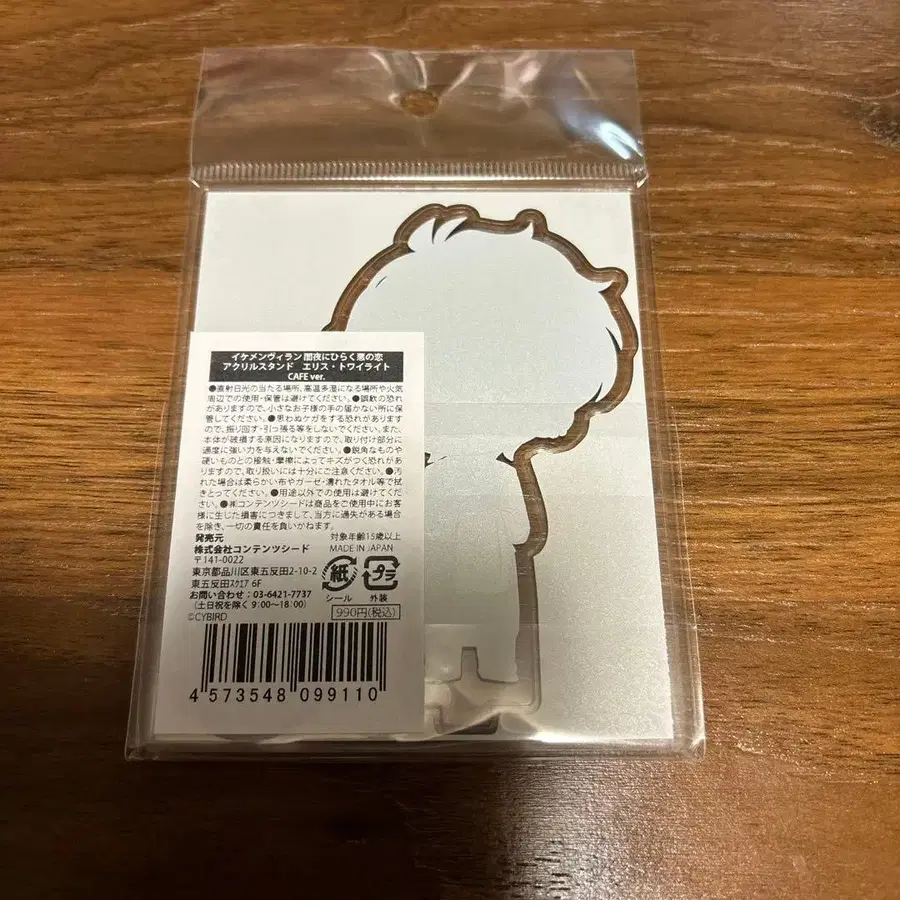 イケメンヴィラン 闇夜にひらく悪の恋
アクリルスタンド エリス・トワイライト
CAFE ver.
●直射日光の当たる場所、高温多湿になる場所や火気
周辺での使用・保管は避けてください。●誤飲の恐れ
がありますので、小さなお子様の手の届かない所に保
管してください。●思わぬケガをする恐れがあります
ので、振り回す・引っ張る等をしないでください。また、
本体が破損する原因になりますので、取り付け部分に
過度に強い力を与えないでください。●鋭角なものや
硬いものとの接触・摩擦によってキズがつく恐れがあ
りますので、取り扱いには十分にご注意ください。●汚
れた場合は柔らかい布やガーゼ・濡れたタオル等で拭
きとってください。●用途以外での使用は避けてくだ
さい。●㈱コンテンツシードは商品をご使用中にお客
様に生じた損害につきまして、当方に過失がある場合
を除き、一切の責任を負いかねます。
発売元 対象年齢15歳以上
株式会社コンテンツシード MADE IN JAPAN
〒141-0022
東京都品川区東五反田2-10-2
東五反田ｽｸｴｱ 6F
紙 プラ
シール 外装
お問い合わせ：03-6421-7737
(土日祝を除く 9:00〜18:00)
990円(税込)
©CYBIRD
4 573548 099110